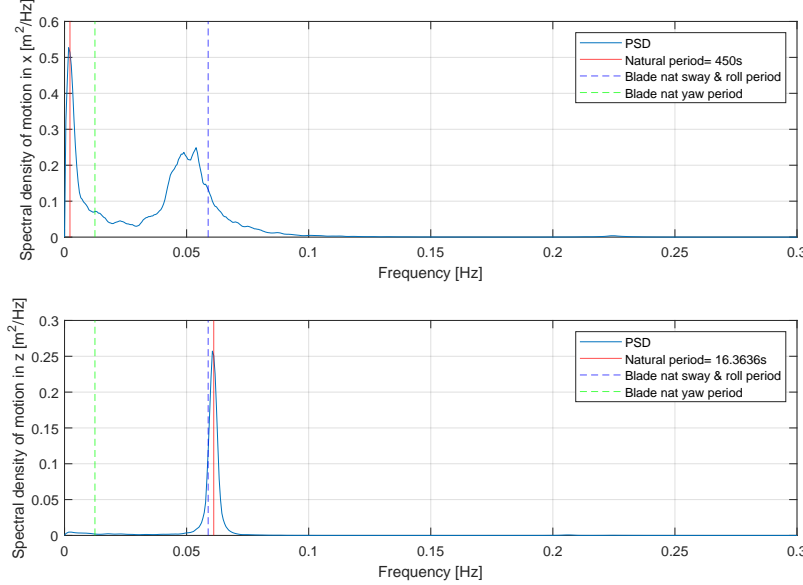 Spectral density of motion in x [m²/Hz]
0.6
0.5
0.4
0.3
0.2
0.1
0
PSD
Natural period= 450s
Blade nat sway & roll period
Blade nat yaw period
0 0.05 0.1 0.15 0.2 0.25 0.3
Frequency [Hz]
Spectral density of motion in z [m²/Hz]
0.3
0.25
0.2
0.15
0.1
0.05
0
PSD
Natural period= 16.3636s
Blade nat sway & roll period
Blade nat yaw period
0 0.05 0.1 0.15 0.2 0.25 0.3
Frequency [Hz]